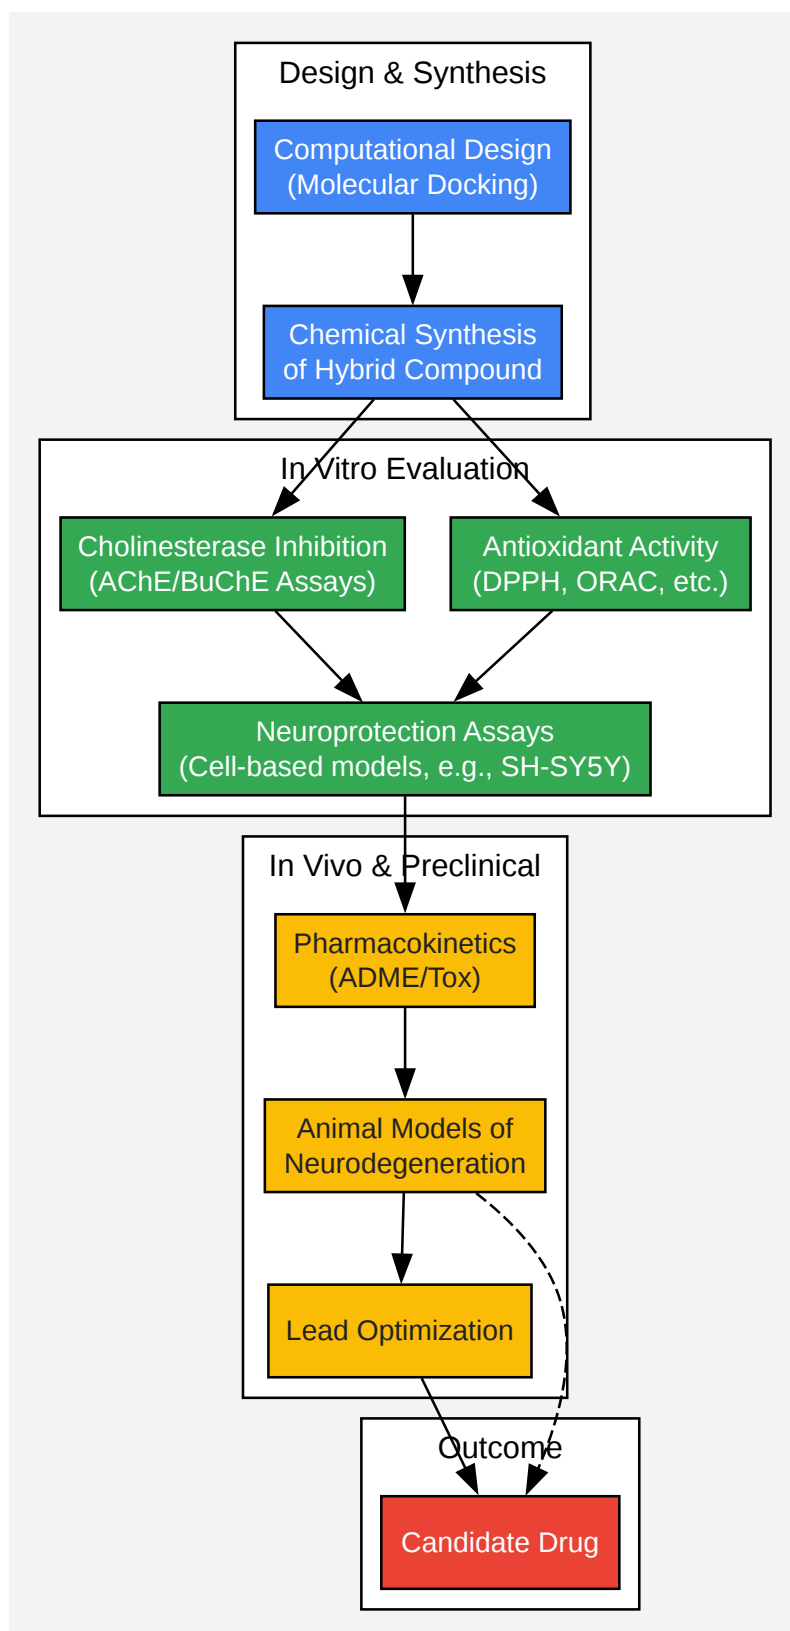 Design & Synthesis
Computational Design
(Molecular Docking)
Chemical Synthesis
of Hybrid Compound
In Vitro Evaluation
Cholinesterase Inhibition
(AChE/BuChE Assays)
Antioxidant Activity
(DPPH, ORAC, etc.)
Neuroprotection Assays
(Cell-based models, e.g., SH-SY5Y)
In Vivo & Preclinical
Pharmacokinetics
(ADME/Tox)
Animal Models of
Neurodegeneration
Lead Optimization
Outcome
Candidate Drug